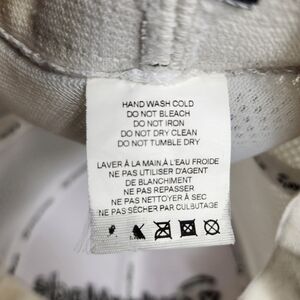 HAND WASH COLD
DO NOT BLEACH
DO NOT IRON
DO NOT DRY CLEAN
DO NOT TUMBLE DRY
LAVER À LA MAIN À L'EAU FROIDE
NE PAS UTILISER D'AGENT
DE BLANCHIMENT
NE PAS REPASSER
NE PAS NETTOYER À SEC
NE PAS SÉCHER PAR CULBUTAGE